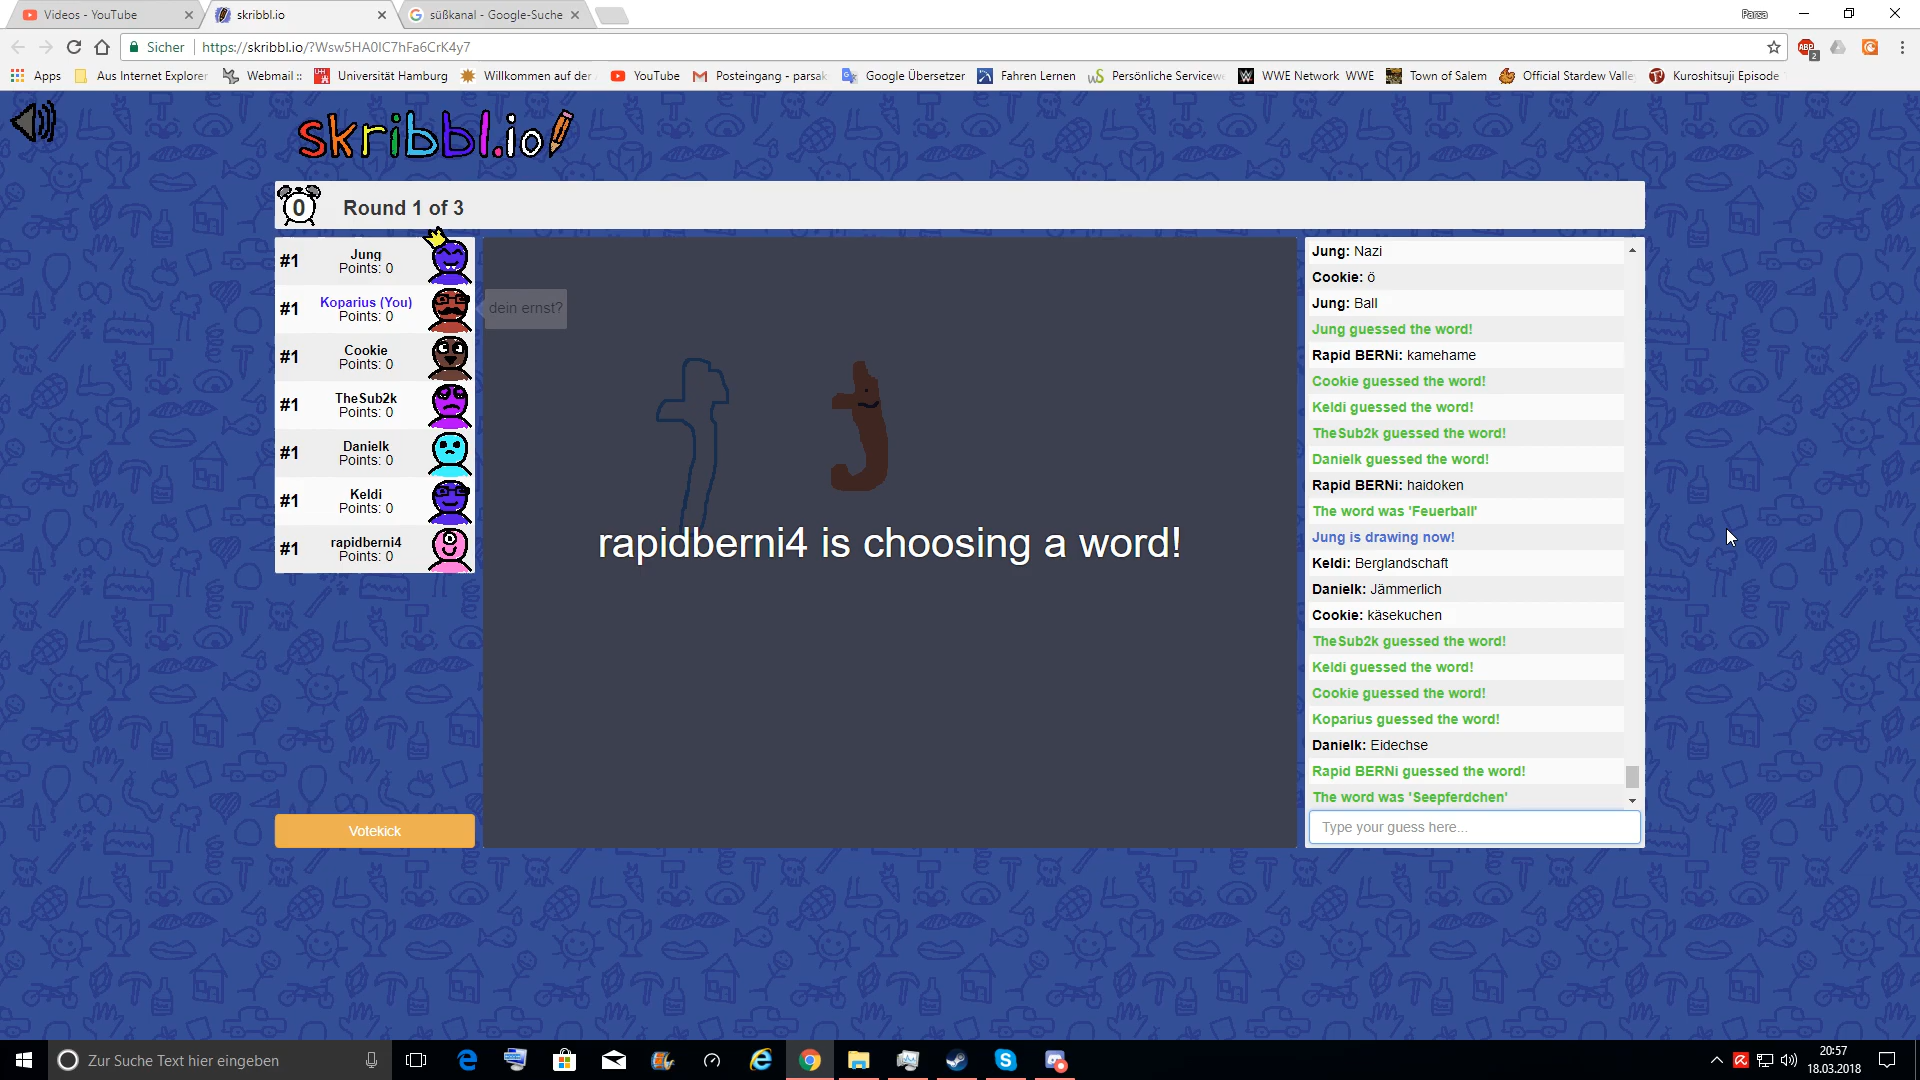 Videos - YouTube
skribbl.io
süßkanal - Google-Suche
Parsa
Sicher
https://skribbl.io/?Wsw5HA0IC7hFa6CrK4y7
ABP
2
Apps
Aus Internet Explorer
Webmail ::
Universität Hamburg
Willkommen auf der
YouTube
Posteingang - parsak
Google Übersetzer
Fahren Lernen
Persönliche Servicew
WWE Network WWE
Town of Salem
Official Stardew Valle
Kuroshitsuji Episode
skribbl.io
0
Round 1 of 3
#1
Jung
Points: 0
#1
Koparius (You)
Points: 0
dein ernst?
#1
Cookie
Points: 0
#1
TheSub2k
Points: 0
#1
Danielk
Points: 0
#1
Keldi
Points: 0
#1
rapidberni4
Points: 0
Votekick
rapidberni4 is choosing a word!
Jung: Nazi
Cookie: ö
Jung: Ball
Jung guessed the word!
Rapid BERNi: kamehame
Cookie guessed the word!
Keldi guessed the word!
TheSub2k guessed the word!
Danielk guessed the word!
Rapid BERNi: haidoken
The word was 'Feuerball'
Jung is drawing now!
Keldi: Berglandschaft
Danielk: Jämmerlich
Cookie: käsekuchen
TheSub2k guessed the word!
Keldi guessed the word!
Cookie guessed the word!
Koparius guessed the word!
Danielk: Eidechse
Rapid BERNi guessed the word!
The word was 'Seepferdchen'
Type your guess here...
Zur Suche Text hier eingeben
20:57
18.03.2018